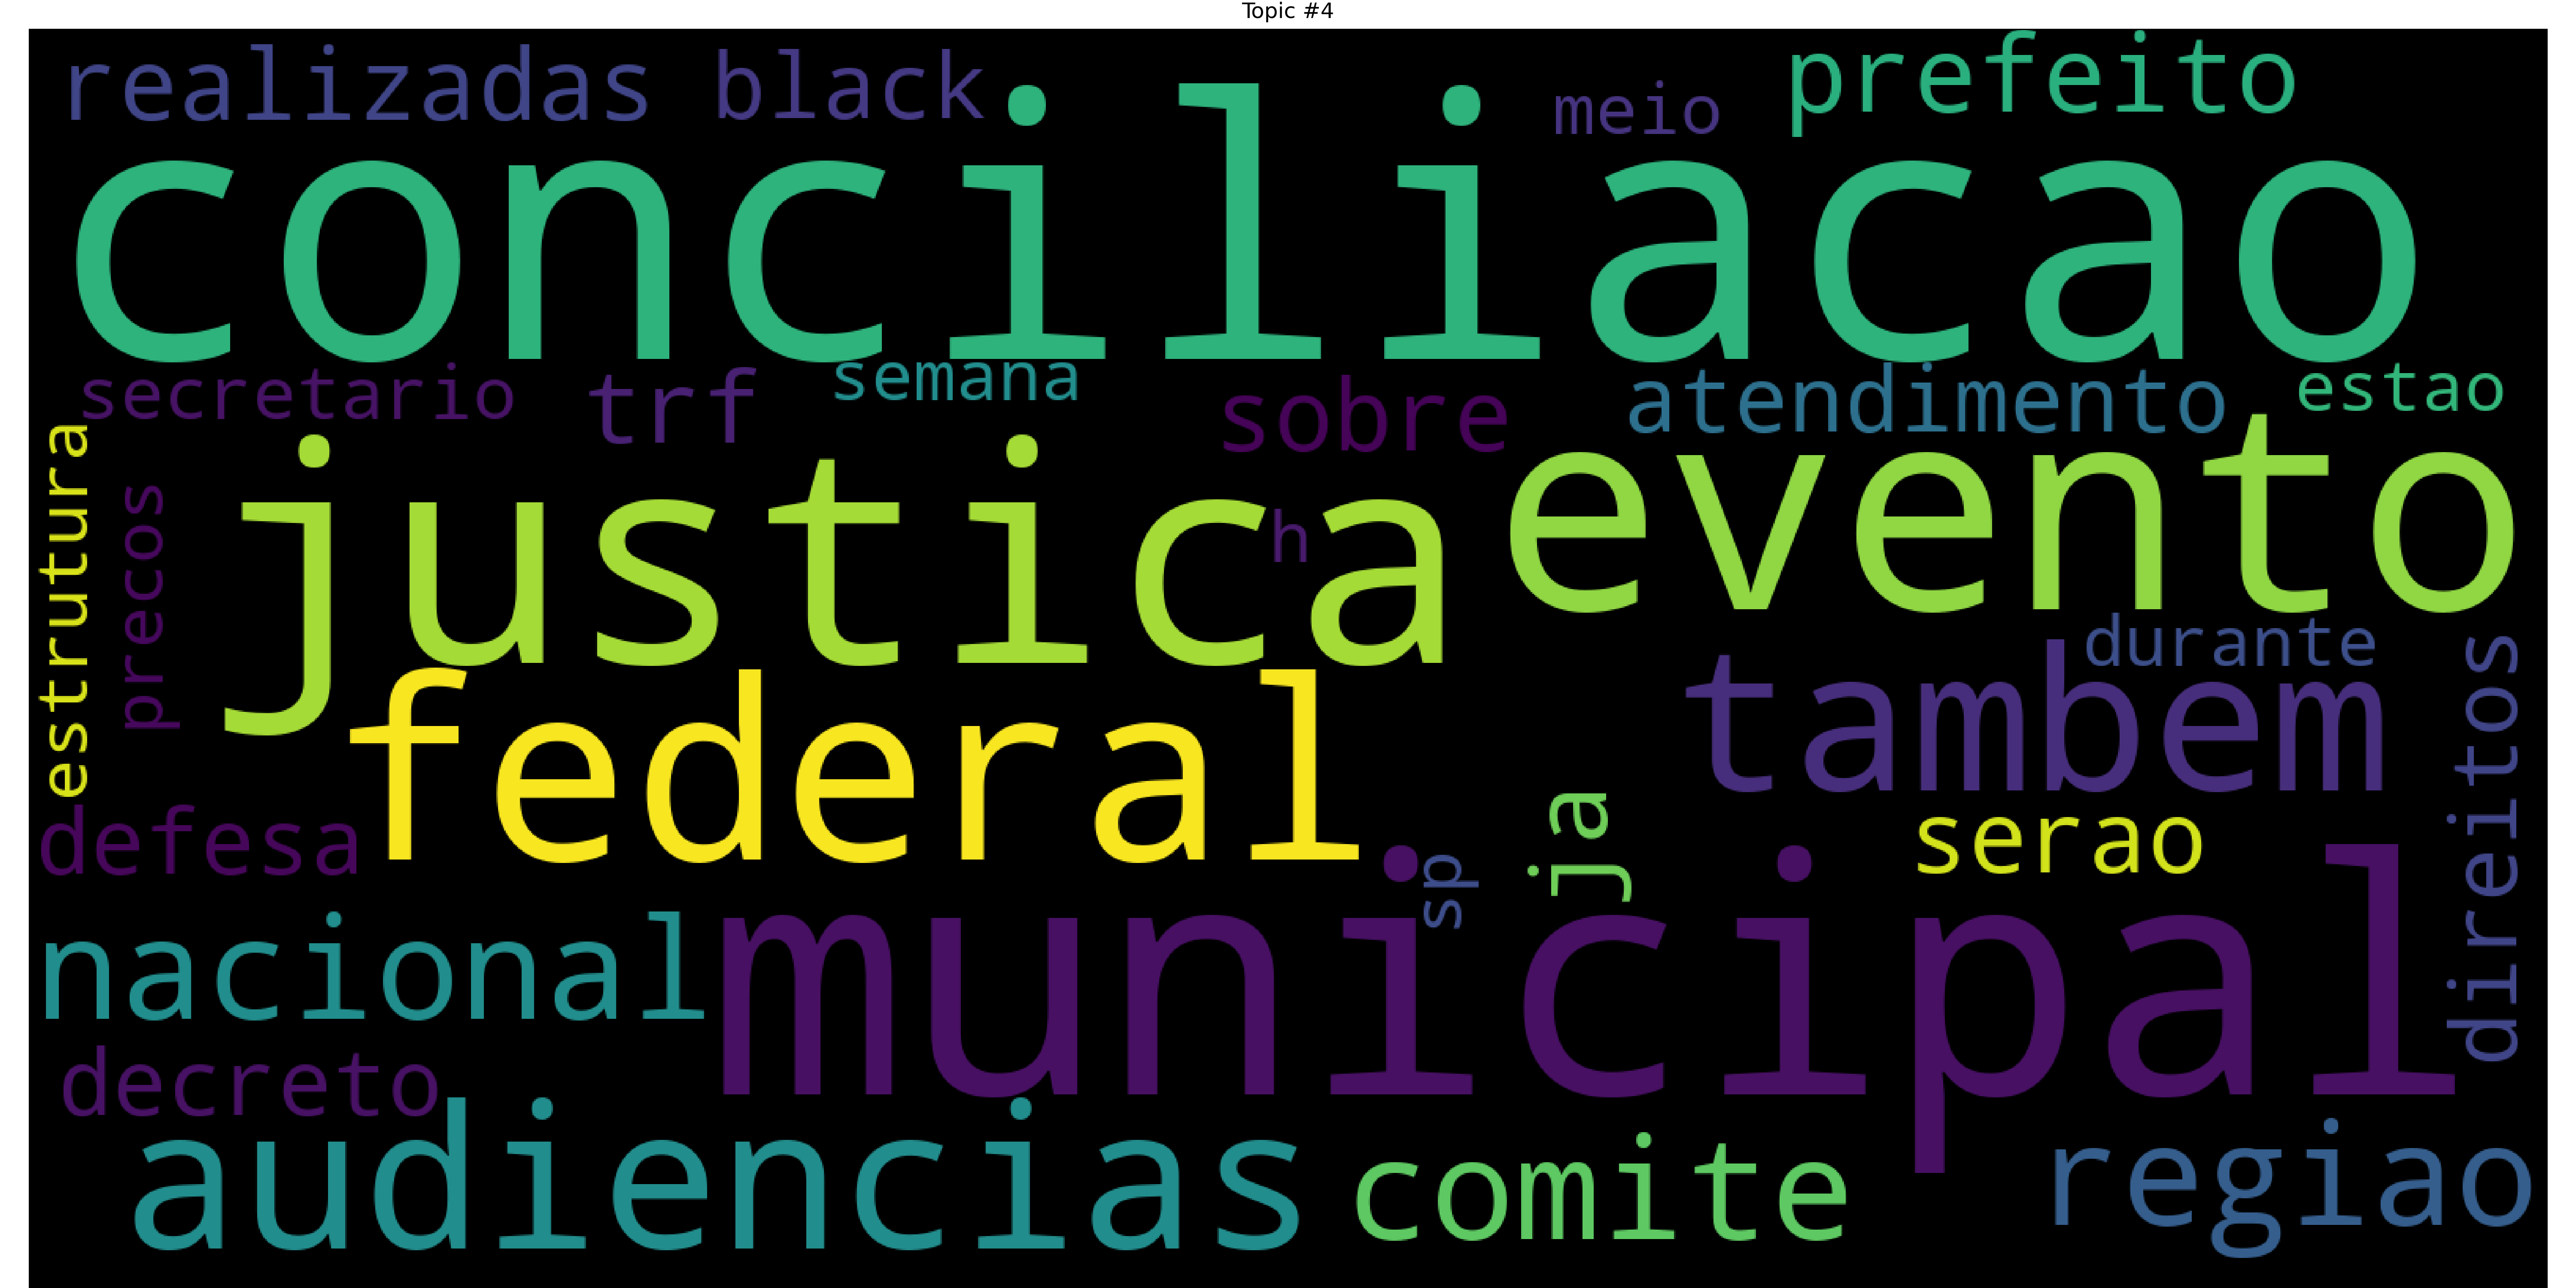 Topic #4
realizadas black meio prefeito
conciliacao
secretario trf semana sobre atendimento estao
estrutura
precos
justica
h
evento
durante
federal
tambem
direitos
defesa
sp
ja
serao
nacional
municipal
decreto
audiencias
comite
regiao